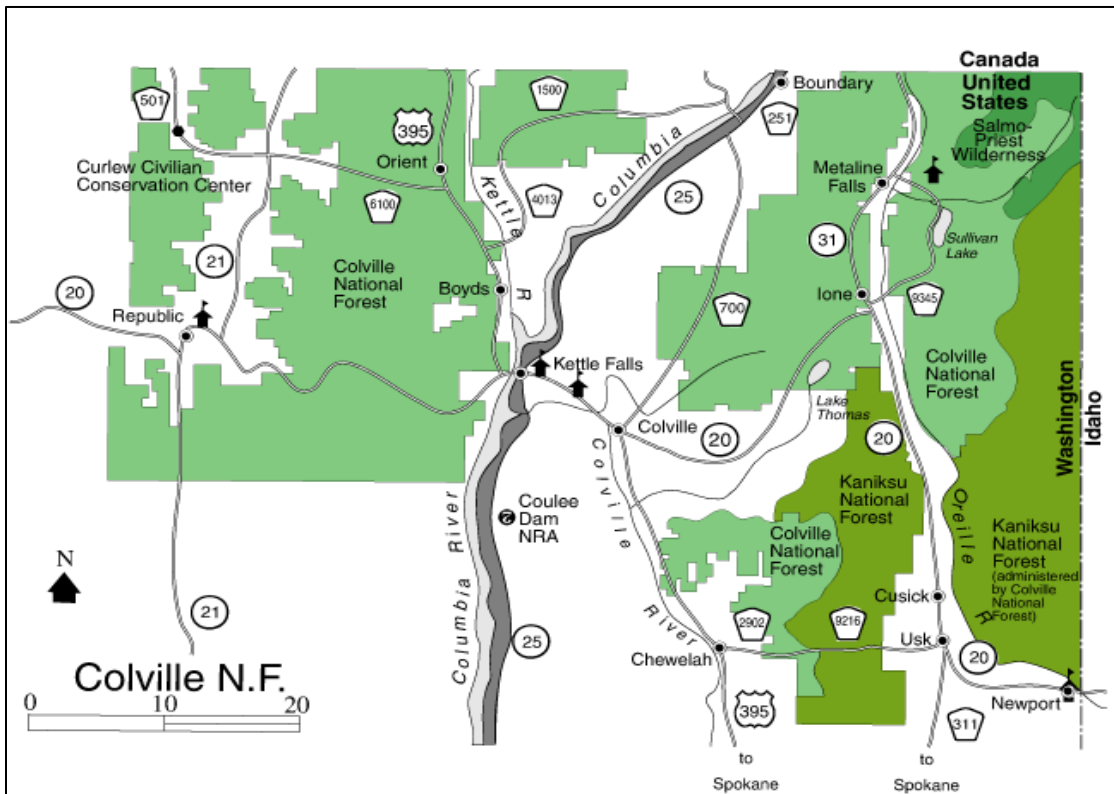 Canada
United
States
Salmo-
Priest
Wilderness
Boundary
501
1500
395
251
Orient
Curlew Civilian
Conservation Center
Metaline
Falls
Kettle
Columbia
6100
4013
25
21
31
Sullivan
Lake
20
Colville
National
Forest
Boyds
R
Ione
9345
700
Republic
Kettle Falls
Colville
National
Forest
Lake
Thomas
Washington
Idaho
Colville
20
20
Kaniksu
National
Forest
Colville
River
Oreille
R
Coulee
Dam
NRA
Colville
National
Forest
Kaniksu
National
Forest
(administered
by Colville
National
Forest)
N
River
Columbia
21
25
Cusick
2902
9216
Usk
Chewelah
20
Colville N.F.
0
10
20
395
311
Newport
to
Spokane
to
Spokane